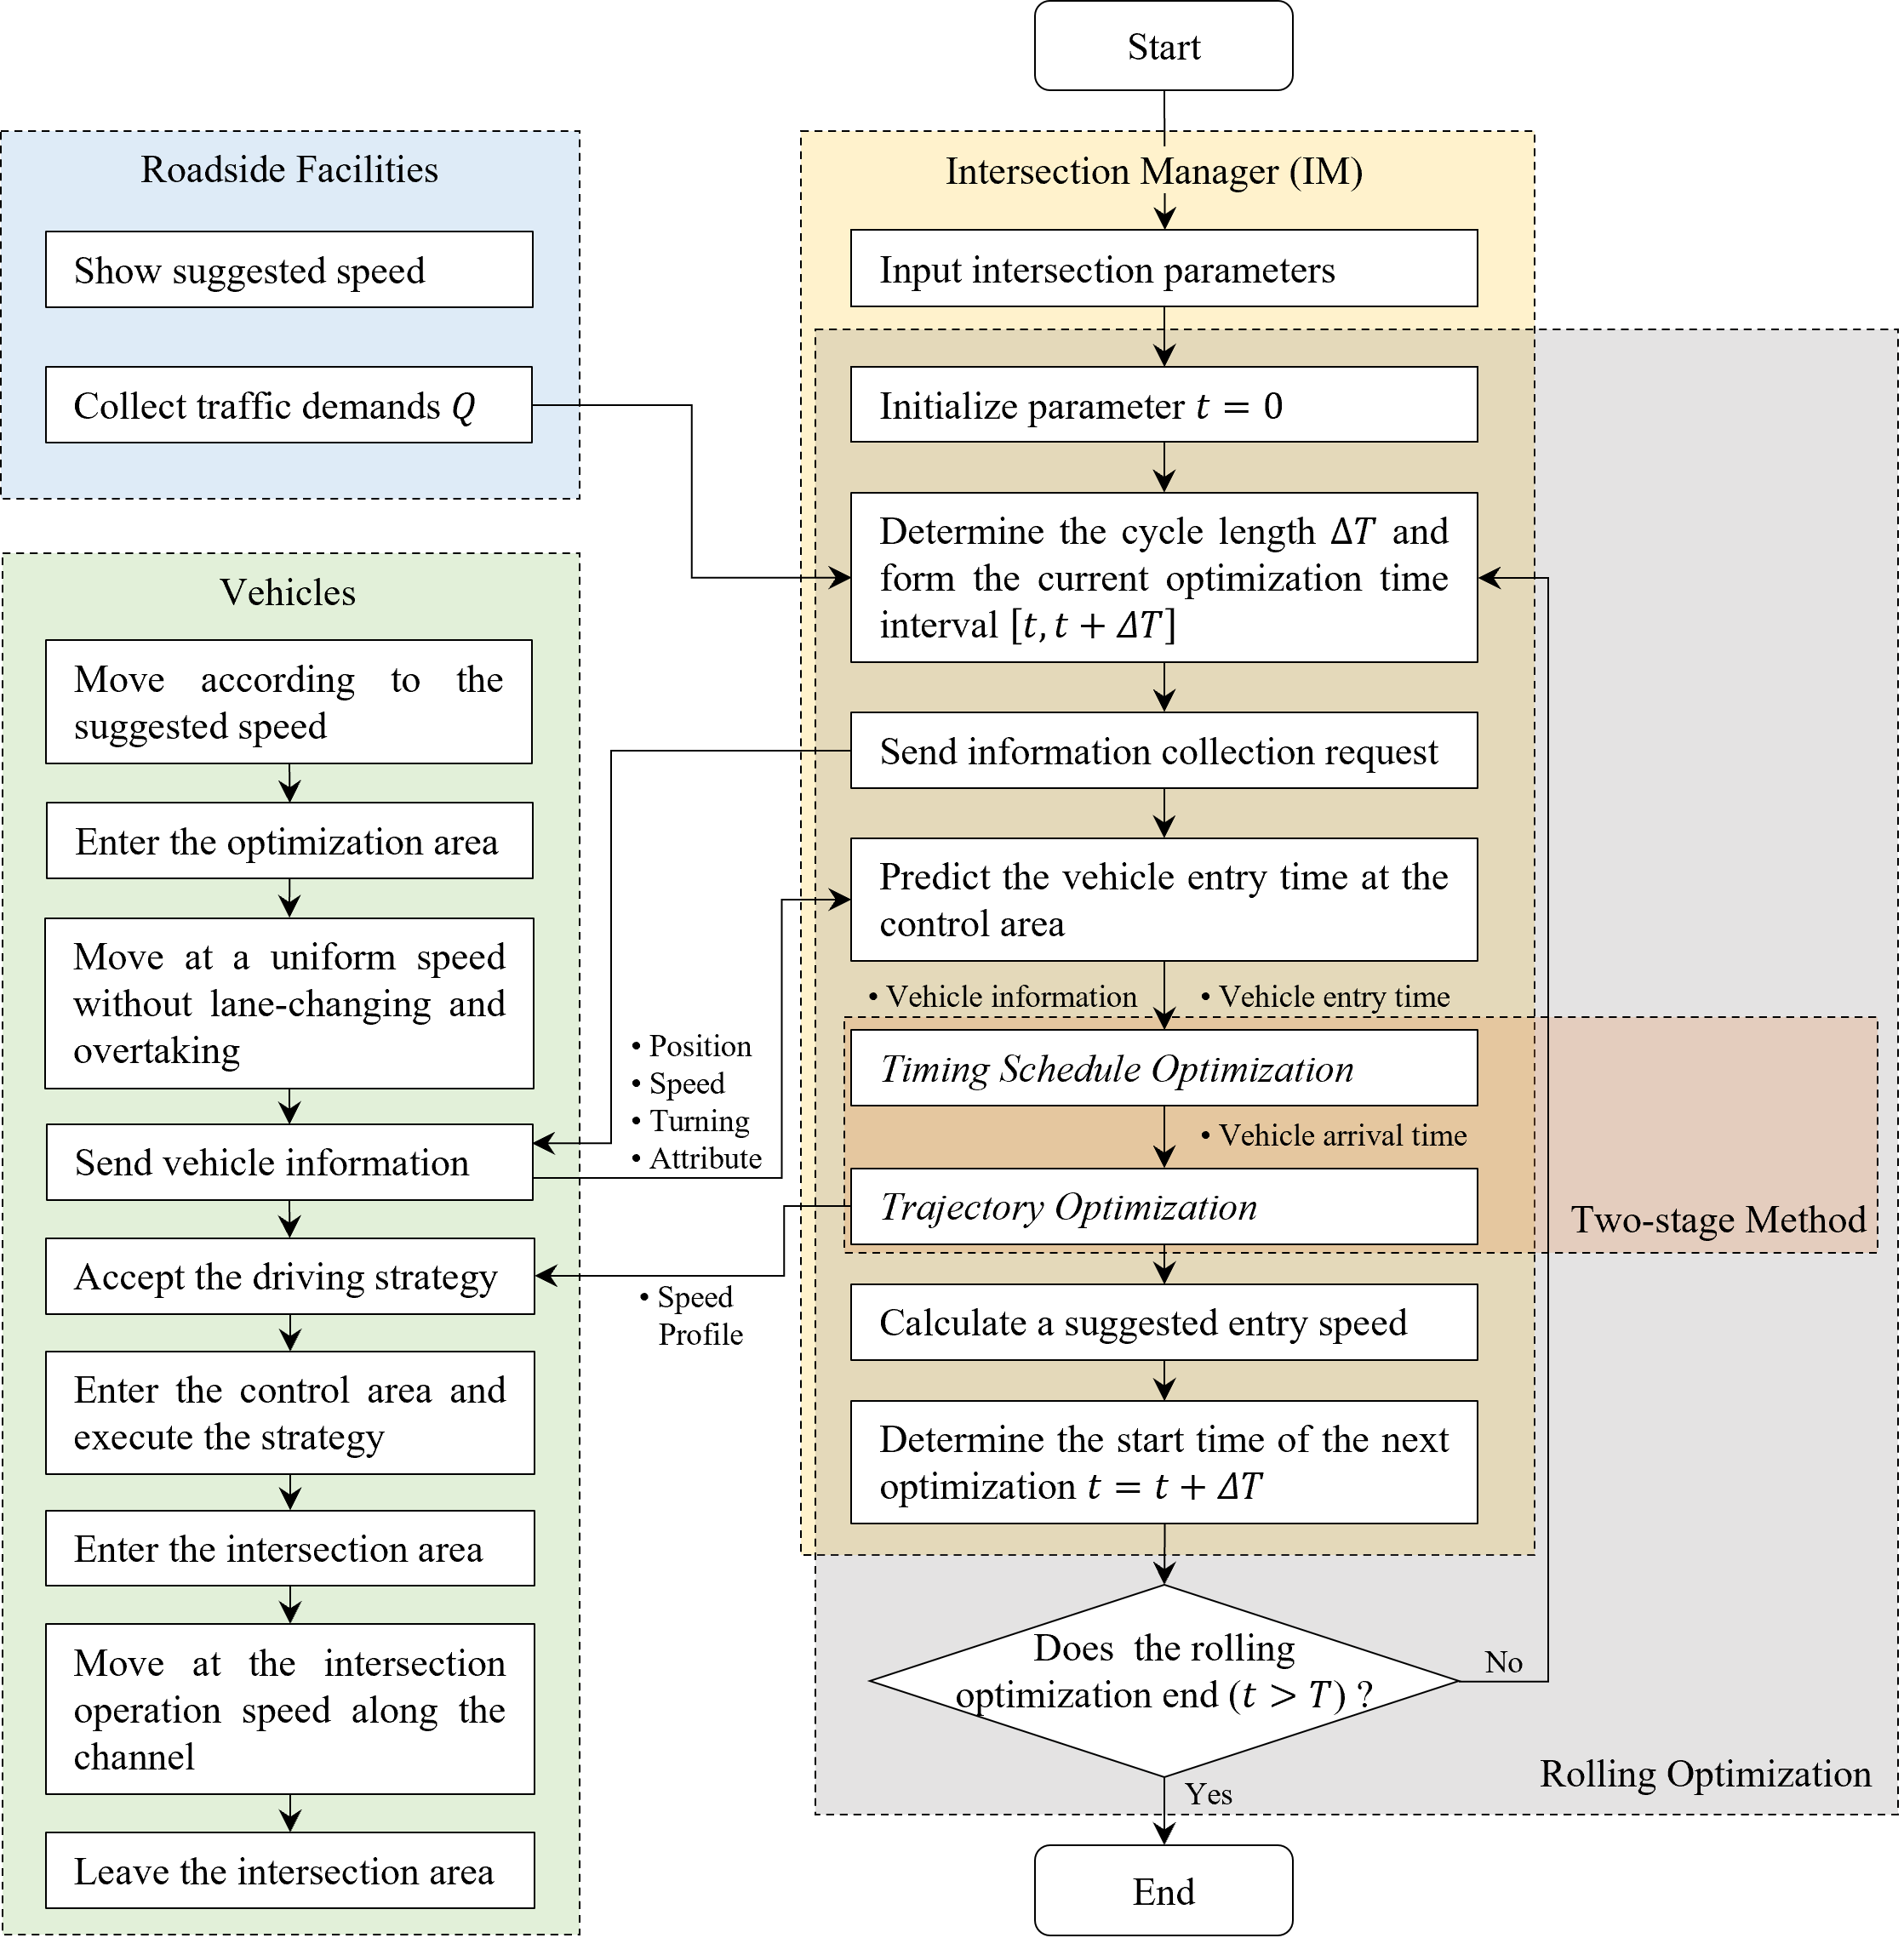 Start
Roadside Facilities
Show suggested speed
Collect traffic demands Q
Vehicles
Move according to the
suggested speed
Enter the optimization area
Move at a uniform speed
without lane-changing and
overtaking
Send vehicle information
Accept the driving strategy
Enter the control area and
execute the strategy
Enter the intersection area
Move at the intersection
operation speed along the
channel
Leave the intersection area
• Position
• Speed
• Turning
• Attribute
• Speed
Profile
Intersection Manager (IM)
Input intersection parameters
Initialize parameter t = 0
Determine the cycle length ΔT and
form the current optimization time
interval [t, t + ΔT]
Send information collection request
Predict the vehicle entry time at the
control area
• Vehicle information
• Vehicle entry time
Timing Schedule Optimization
• Vehicle arrival time
Trajectory Optimization
Two-stage Method
Calculate a suggested entry speed
Determine the start time of the next
optimization t = t + ΔT
Does the rolling
optimization end (t > T) ?
No
Yes
Rolling Optimization
End